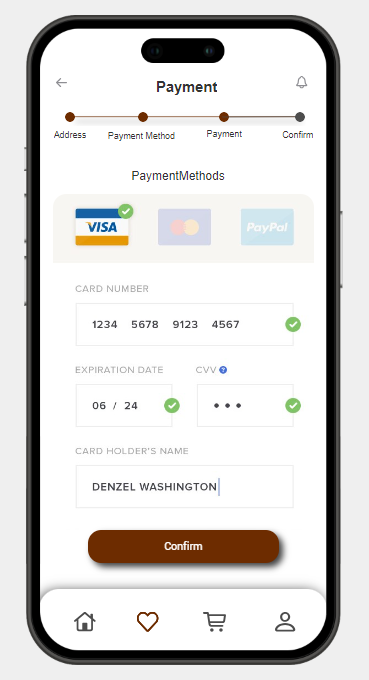 Payment
Address Payment Method Payment Confirm
PaymentMethods
VISA PayPal
CARD NUMBER
1234 5678 9123 4567
EXPIRATION DATE CVV ?
06 / 24 •••
CARD HOLDER'S NAME
DENZEL WASHINGTON
Confirm